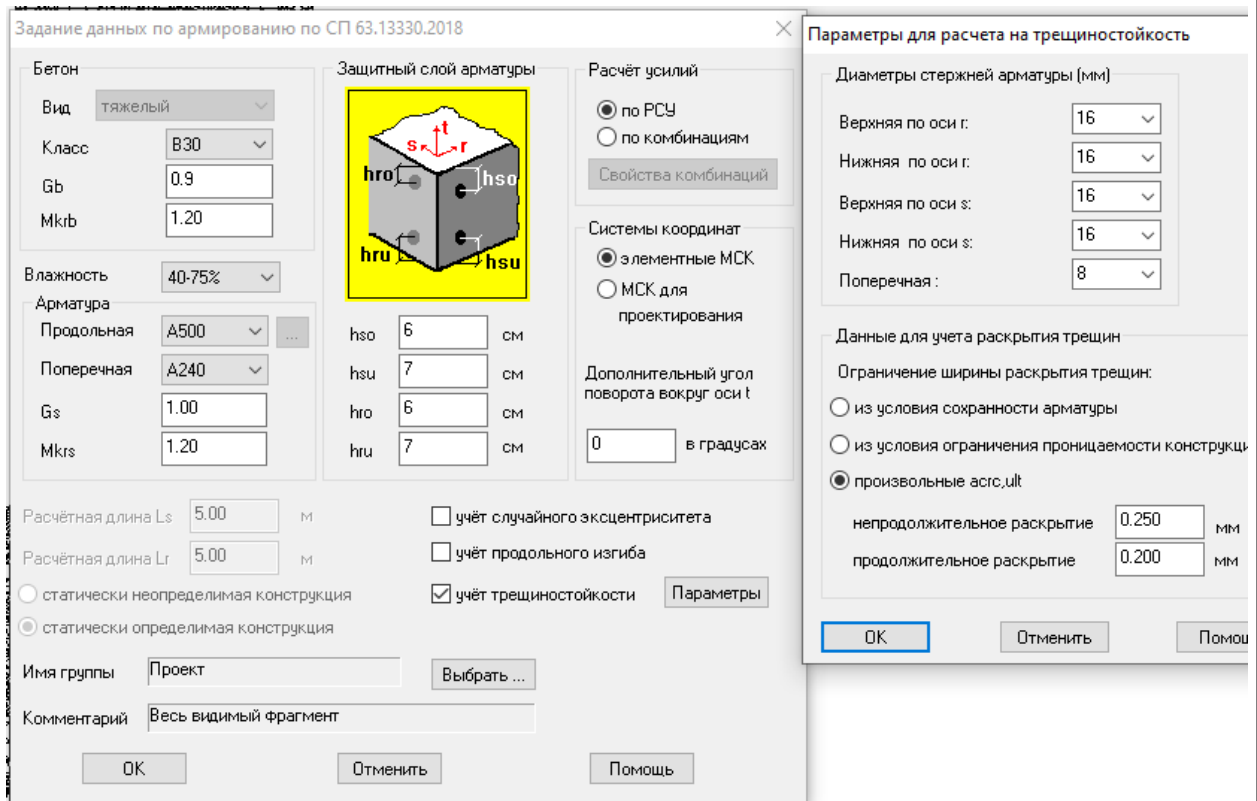 Задание данных по армированию по СП 63.13330.2018
Бетон
Вид тяжелый
Класс B30
Gb 0.9
Mkrb 1.20
Влажность 40-75%
Арматура
Продольная A500 ...
Поперечная A240
Gs 1.00
Mkrs 1.20
Защитный слой арматуры
t
s r
hro hso
hru hsu
hso 6 см
hsu 7 см
hro 6 см
hru 7 см
Расчёт усилий
по РСУ
по комбинациям
Свойства комбинаций
Системы координат
элементные МСК
МСК для
проектирования
Дополнительный угол
поворота вокруг оси t
0 в градусах
Расчётная длина Ls 5.00 м
Расчётная длина Lr 5.00 м
статически неопределимая конструкция
статически определимая конструкция
учёт случайного эксцентриситета
учёт продольного изгиба
учёт трещиностойкости Параметры
Имя группы Проект Выбрать ...
Комментарий Весь видимый фрагмент
OK Отменить Помощь
Параметры для расчета на трещиностойкость
Диаметры стержней арматуры (мм)
Верхняя по оси r: 16
Нижняя по оси r: 16
Верхняя по оси s: 16
Нижняя по оси s: 16
Поперечная : 8
Данные для учета раскрытия трещин
Ограничение ширины раскрытия трещин:
из условия сохранности арматуры
из условия ограничения проницаемости конструкци
произвольные acrc,ult
непродолжительное раскрытие 0.250 мм
продолжительное раскрытие 0.200 мм
OK Отменить Помощ